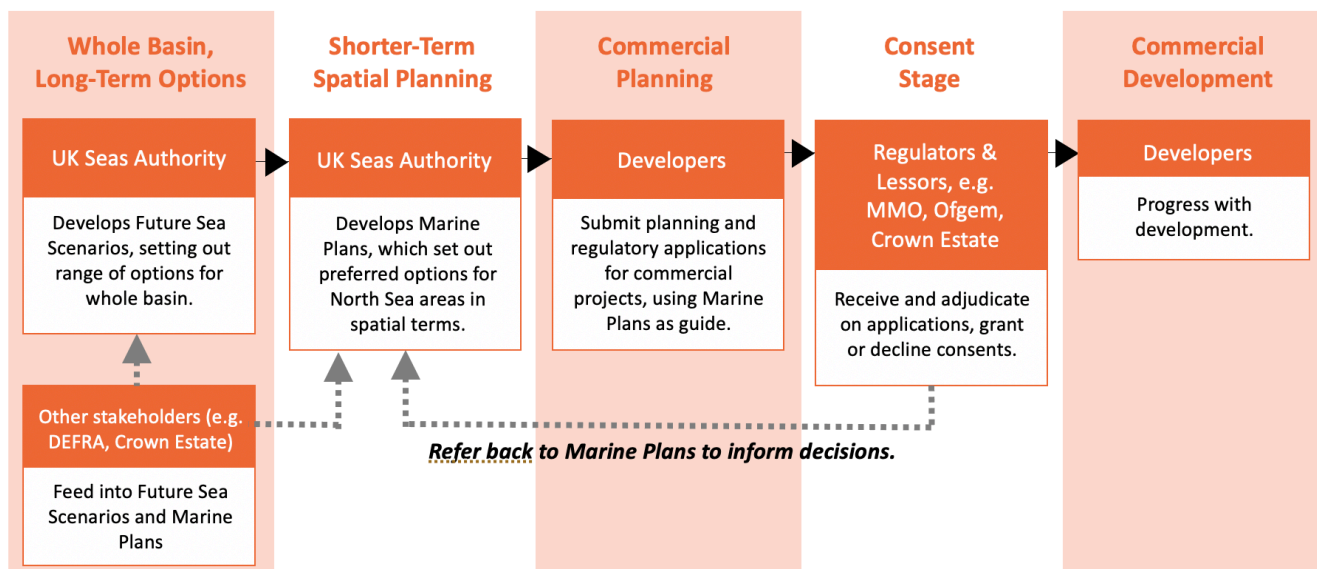 Whole Basin,
Long-Term Options
UK Seas Authority
Develops Future Sea
Scenarios, setting out
range of options for
whole basin.
Other stakeholders (e.g.
DEFRA, Crown Estate)
Feed into Future Sea
Scenarios and Marine
Plans
Shorter-Term
Spatial Planning
UK Seas Authority
Develops Marine
Plans, which set out
preferred options for
North Sea areas in
spatial terms.
Commercial
Planning
Developers
Submit planning and
regulatory applications
for commercial
projects, using Marine
Plans as guide.
Consent
Stage
Regulators &
Lessors, e.g.
MMO, Ofgem,
Crown Estate
Receive and adjudicate
on applications, grant
or decline consents.
Refer back to Marine Plans to inform decisions.
Commercial
Development
Developers
Progress with
development.